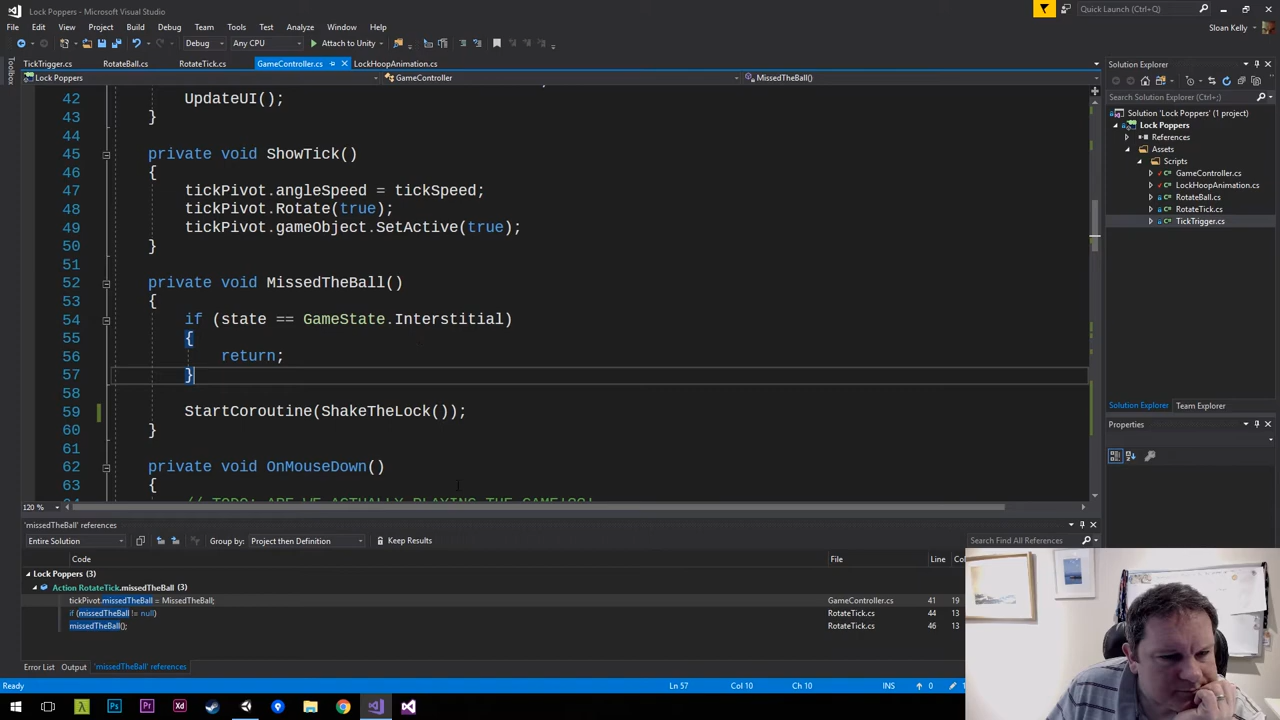 Lock Poppers - Microsoft Visual Studio
Quick Launch (Ctrl+Q)
File Edit View Project Build Debug Team Tools Test Analyze Window Help
Sloan Kelly
Debug Any CPU Attach to Unity
Toolbox
TickTrigger.cs RotateBall.cs RotateTick.cs GameController.cs LockHoopAnimation.cs
Lock Poppers GameController MissedTheBall()
42 UpdateUI();
43 }
44
45 private void ShowTick()
46 {
47 tickPivot.angleSpeed = tickSpeed;
48 tickPivot.Rotate(true);
49 tickPivot.gameObject.SetActive(true);
50 }
51
52 private void MissedTheBall()
53 {
54 if (state == GameState.Interstitial)
55 {
56 return;
57 }
58
59 StartCoroutine(ShakeTheLock());
60 }
61
62 private void OnMouseDown()
63 {
// TODO: ARE WE ACTUALLY PLAYING THE GAME!?!
120 %
Solution Explorer
Search Solution Explorer (Ctrl+;)
Solution 'Lock Poppers' (1 project)
Lock Poppers
References
Assets
Scripts
GameController.cs
LockHoopAnimation.cs
RotateBall.cs
RotateTick.cs
TickTrigger.cs
Solution Explorer Team Explorer
Properties
'missedTheBall' references
Entire Solution Group by: Project then Definition Keep Results Search Find All References
Code File Line Co
Lock Poppers (3)
Action RotateTick.missedTheBall (3)
tickPivot.missedTheBall = MissedTheBall; GameController.cs 41 19
if (missedTheBall != null) RotateTick.cs 44 13
missedTheBall(); RotateTick.cs 46 13
Error List Output 'missedTheBall' references
Ready Ln 57 Col 10 Ch 10 INS 0 1
Ps Pr Xd